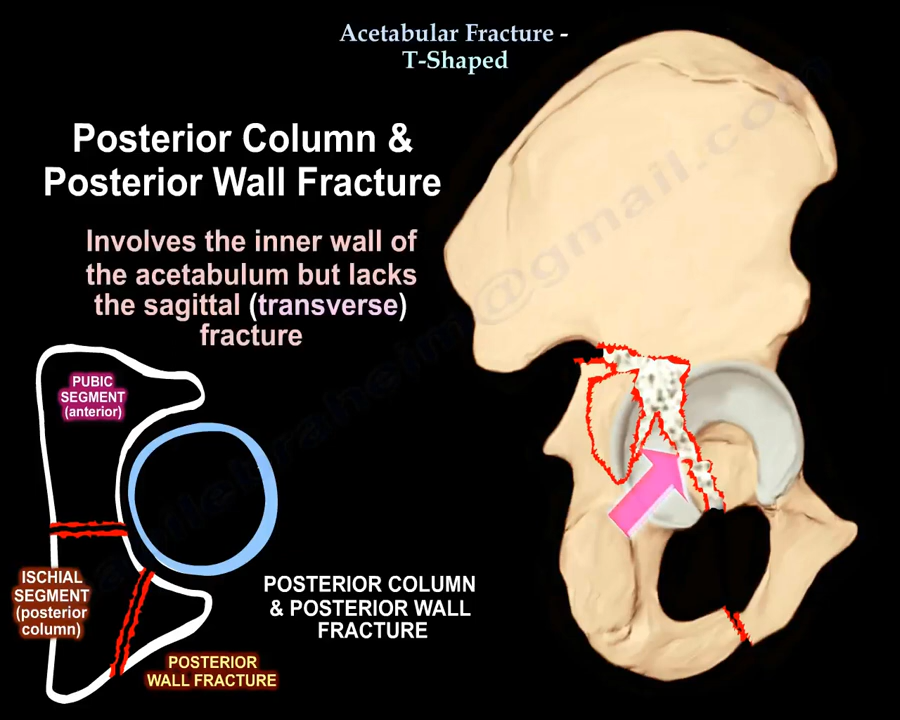 Acetabular Fracture -
T-Shaped
Posterior Column &
Posterior Wall Fracture
Involves the inner wall of
the acetabulum but lacks
the sagittal (transverse)
fracture
PUBIC
SEGMENT
(anterior)
ISCHIAL
SEGMENT
(posterior
column)
POSTERIOR
WALL FRACTURE
POSTERIOR COLUMN
& POSTERIOR WALL
FRACTURE